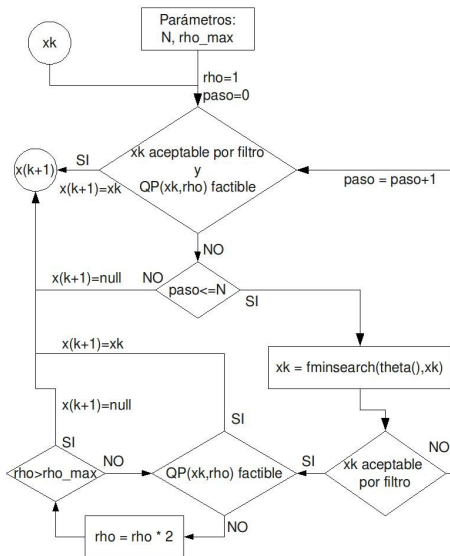 Parámetros:
N, rho_max
xk
rho=1
paso=0
xk aceptable por filtro
y
QP(xk,rho) factible
SI
x(k+1)
x(k+1)=xk
paso = paso+1
NO
x(k+1)=null
NO
paso<=N
SI
x(k+1)=xk
xk = fminsearch(theta(),xk)
x(k+1)=null
SI
SI
rho>rho_max
NO
QP(xk,rho) factible
SI
xk aceptable
por filtro
NO
NO
rho = rho * 2